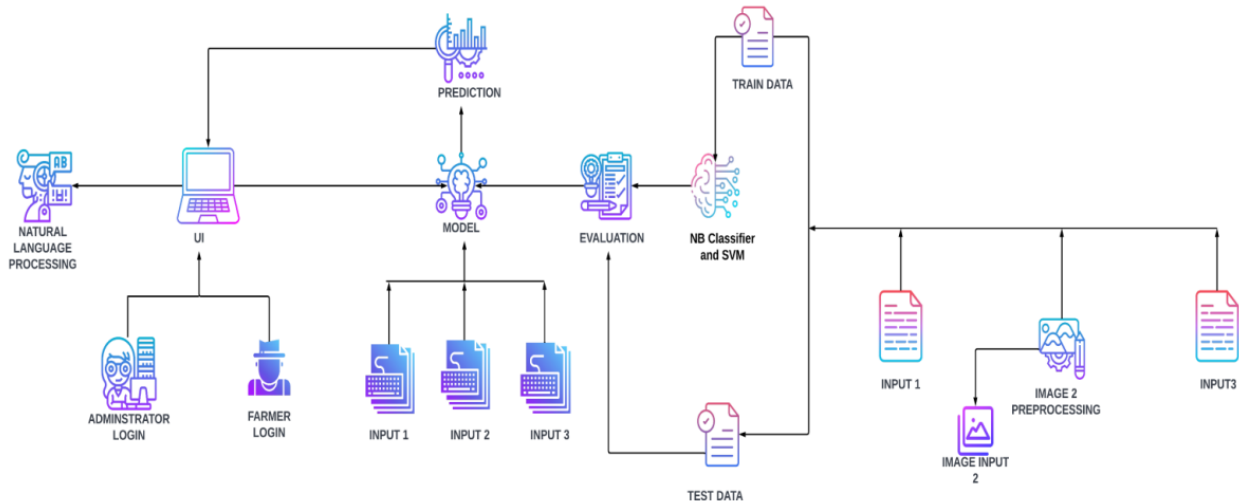 PREDICTION
TRAIN DATA
AB
NATURAL
LANGUAGE
PROCESSING
UI
MODEL
EVALUATION
NB Classifier
and SVM
ADMINSTRATOR
LOGIN
FARMER
LOGIN
INPUT 1
INPUT 2
INPUT 3
INPUT 1
IMAGE 2
PREPROCESSING
INPUT3
IMAGE INPUT
2
TEST DATA